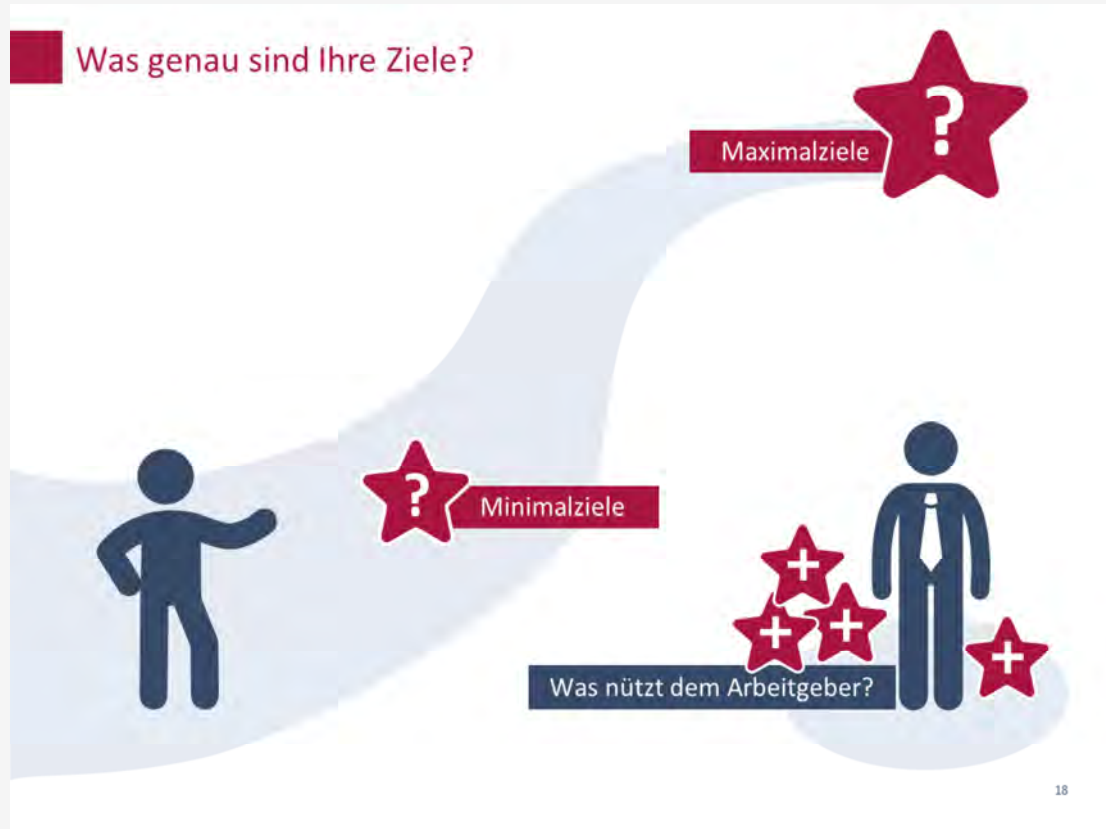 Was genau sind Ihre Ziele?
?
Maximalziele
?
Minimalziele
+
+
+
+
Was nützt dem Arbeitgeber?
18